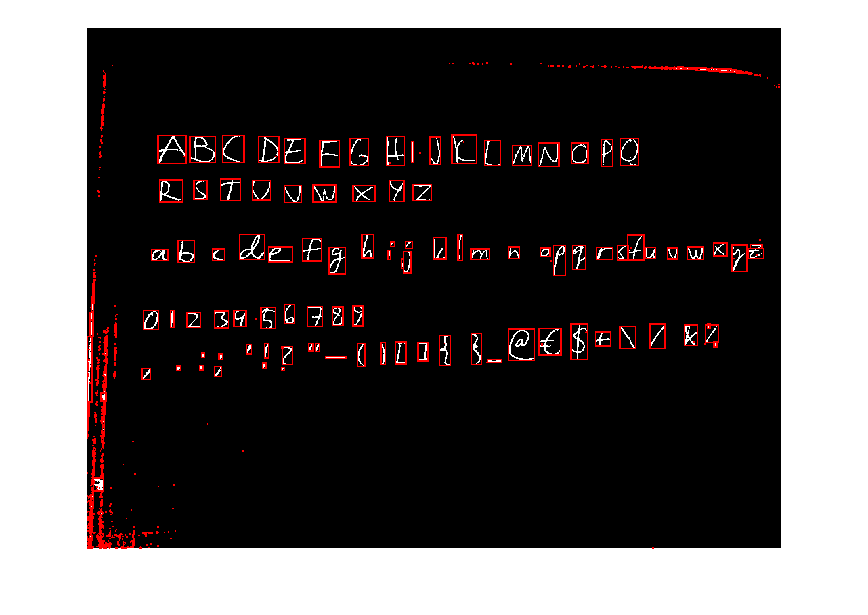 A B C D E F G H I J K L M N O P Q
R S T U V W X Y Z
a b c d e f g h i j k l m n o p q r s t u v w x y z
0 1 2 3 4 5 6 7 8 9
, . : ; ' ! ? " - ( ) [ ] { } _ @ € $ + \ / & %